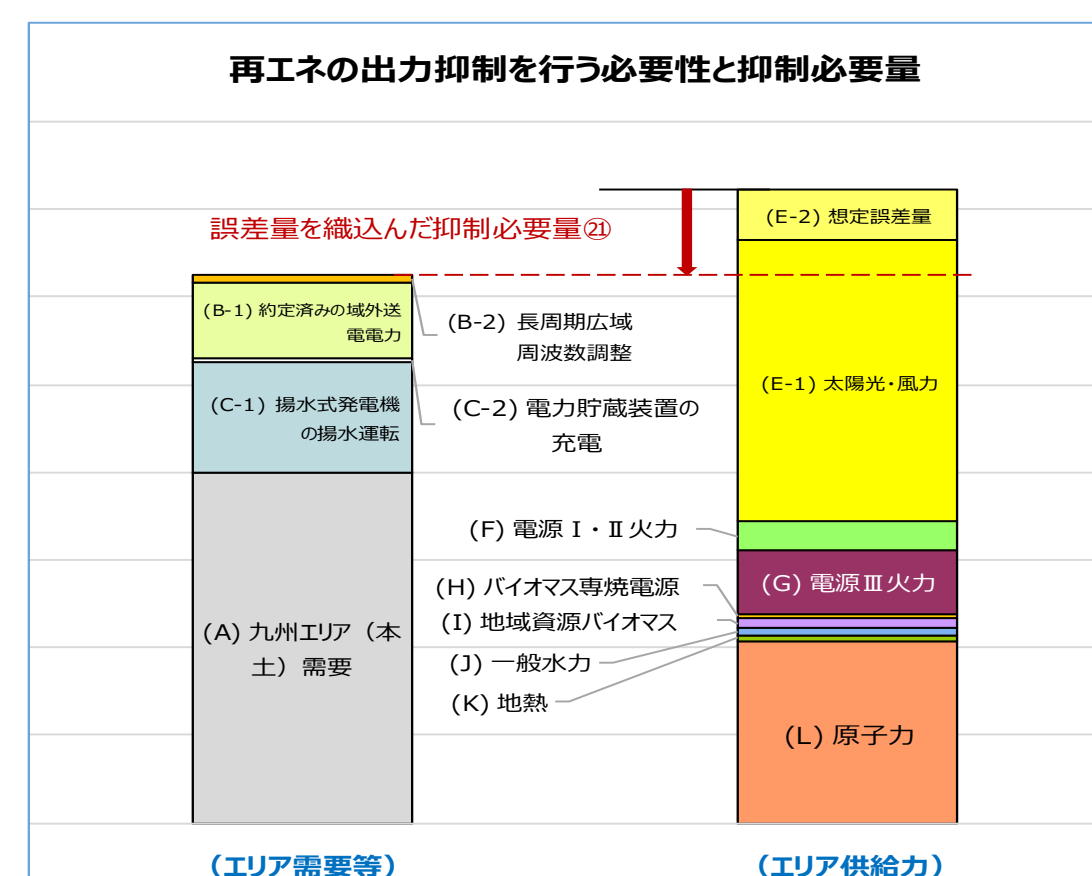 再エネの出力抑制を行う必要性と抑制必要量
誤差量を織込んだ抑制必要量㉑
(B-1) 約定済みの域外送
電電力
(B-2) 長周期広域
周波数調整
(C-1) 揚水式発電機
の揚水運転
(C-2) 電力貯蔵装置の
充電
(A) 九州エリア（本
土）需要
(E-2) 想定誤差量
(E-1) 太陽光・風力
(F) 電源Ⅰ・Ⅱ火力
(G) 電源Ⅲ火力
(H) バイオマス専焼電源
(I) 地域資源バイオマス
(J) 一般水力
(K) 地熱
(L) 原子力
（エリア需要等）
（エリア供給力）